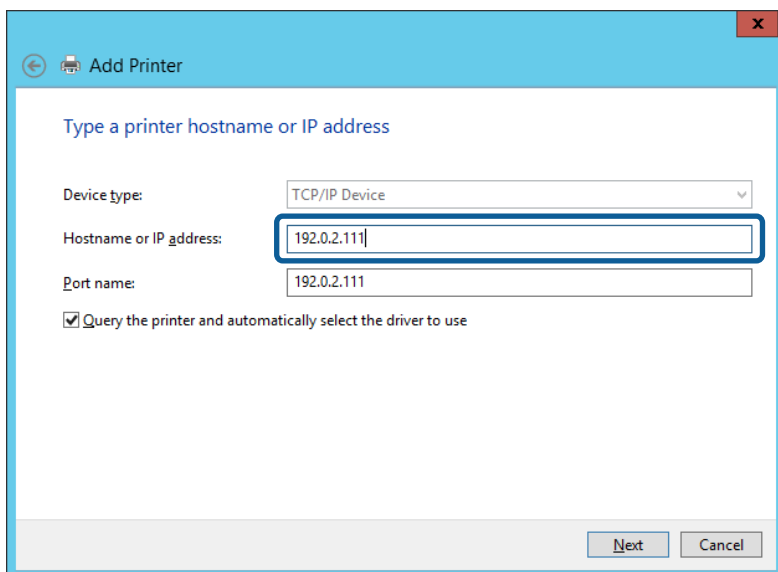 x
Add Printer
Type a printer hostname or IP address
Device type: TCP/IP Device
Hostname or IP address: 192.0.2.111
Port name: 192.0.2.111
Query the printer and automatically select the driver to use
Next Cancel